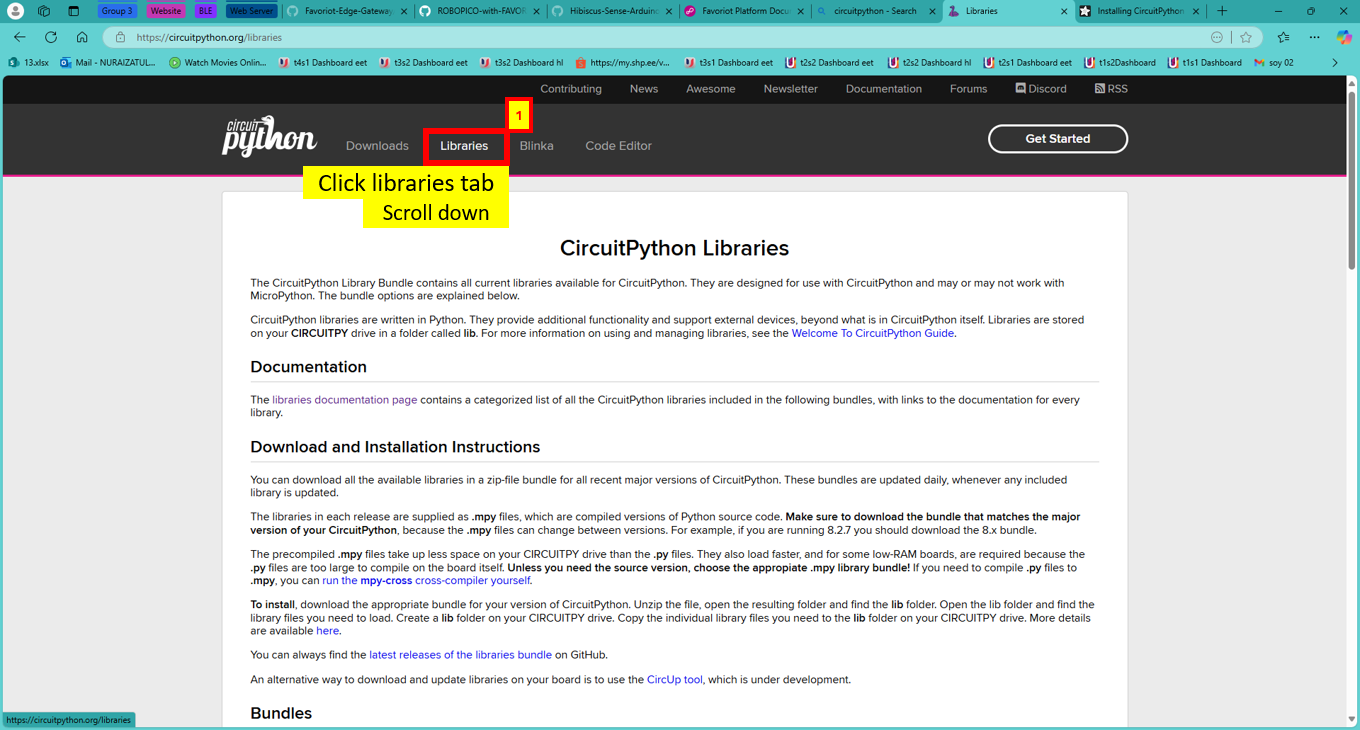 Group 3
Website
BLE
Web Server
Favoriot-Edge-Gateway
ROBOPICO-with-FAVOR
Hibiscus-Sense-Arduino
Favoriot Platform Docu
circuitpython - Search
Libraries
Installing CircuitPython
https://circuitpython.org/libraries
13.xlsx
Mail - NURAIZATUL...
Watch Movies Onlin...
t4s1 Dashboard eet
t3s2 Dashboard eet
t3s2 Dashboard hl
https://my.shp.ee/v...
t3s1 Dashboard eet
t2s2 Dashboard eet
t2s2 Dashboard hl
t2s1 Dashboard eet
t1s2Dashboard
t1s1 Dashboard
soy 02
Contributing
News
Awesome
Newsletter
Documentation
Forums
Discord
RSS
circuit
python
Downloads
Libraries
1
Blinka
Code Editor
Get Started
Click libraries tab
Scroll down
CircuitPython Libraries
The CircuitPython Library Bundle contains all current libraries available for CircuitPython. They are designed for use with CircuitPython and may or may not work with
MicroPython. The bundle options are explained below.
CircuitPython libraries are written in Python. They provide additional functionality and support external devices, beyond what is in CircuitPython itself. Libraries are stored
on your CIRCUITPY drive in a folder called lib. For more information on using and managing libraries, see the Welcome To CircuitPython Guide.
Documentation
The libraries documentation page contains a categorized list of all the CircuitPython libraries included in the following bundles, with links to the documentation for every
library.
Download and Installation Instructions
You can download all the available libraries in a zip-file bundle for all recent major versions of CircuitPython. These bundles are updated daily, whenever any included
library is updated.
The libraries in each release are supplied as .mpy files, which are compiled versions of Python source code. Make sure to download the bundle that matches the major
version of your CircuitPython, because the .mpy files can change between versions. For example, if you are running 8.2.7 you should download the 8.x bundle.
The precompiled .mpy files take up less space on your CIRCUITPY drive than the .py files. They also load faster, and for some low-RAM boards, are required because the
.py files are too large to compile on the board itself. Unless you need the source version, choose the appropiate .mpy library bundle! If you need to compile .py files to
.mpy, you can run the mpy-cross cross-compiler yourself.
To install, download the appropriate bundle for your version of CircuitPython. Unzip the file, open the resulting folder and find the lib folder. Open the lib folder and find the
library files you need to load. Create a lib folder on your CIRCUITPY drive. Copy the individual library files you need to the lib folder on your CIRCUITPY drive. More details
are available here.
You can always find the latest releases of the libraries bundle on GitHub.
An alternative way to download and update libraries on your board is to use the CircUp tool, which is under development.
Bundles
https://circuitpython.org/libraries